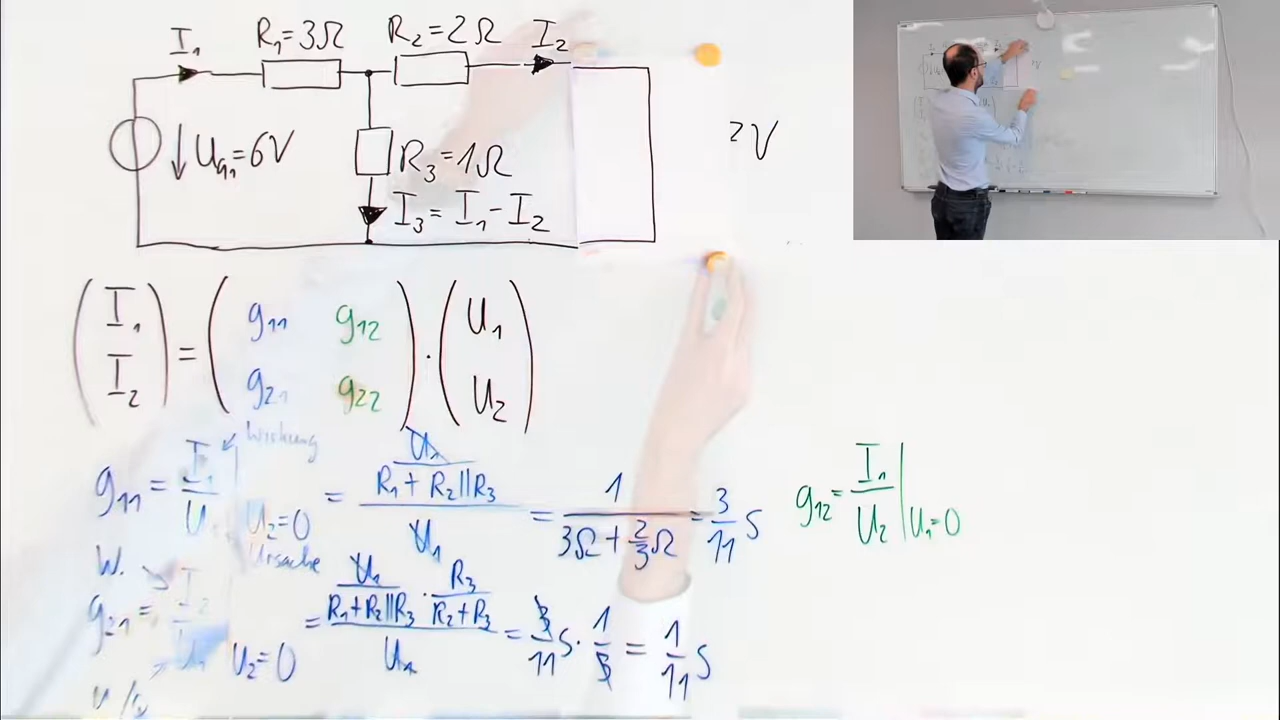 I₁ R₁=3Ω R₂=2Ω I₂
U_q₁=6V R₃=1Ω 2V
I₃=I₁-I₂
(I₁ I₂) = (g₁₁ g₁₂ g₂₁ g₂₂) · (U₁ U₂)
Wirkung
g₁₁ = I₁/U₁ |U₂=0 = (U₁/(R₁+R₂||R₃))/U₁ = 1/(3Ω+2/3Ω) = 3/11 S g₁₂ = I₁/U₂ |U₁=0
W. Ursache
g₂₁ = I₂/U₁ |U₂=0 = (U₁/(R₁+R₂||R₃) · R₃/(R₂+R₃))/U₁ = 3/11 S · 1/3 = 1/11 S